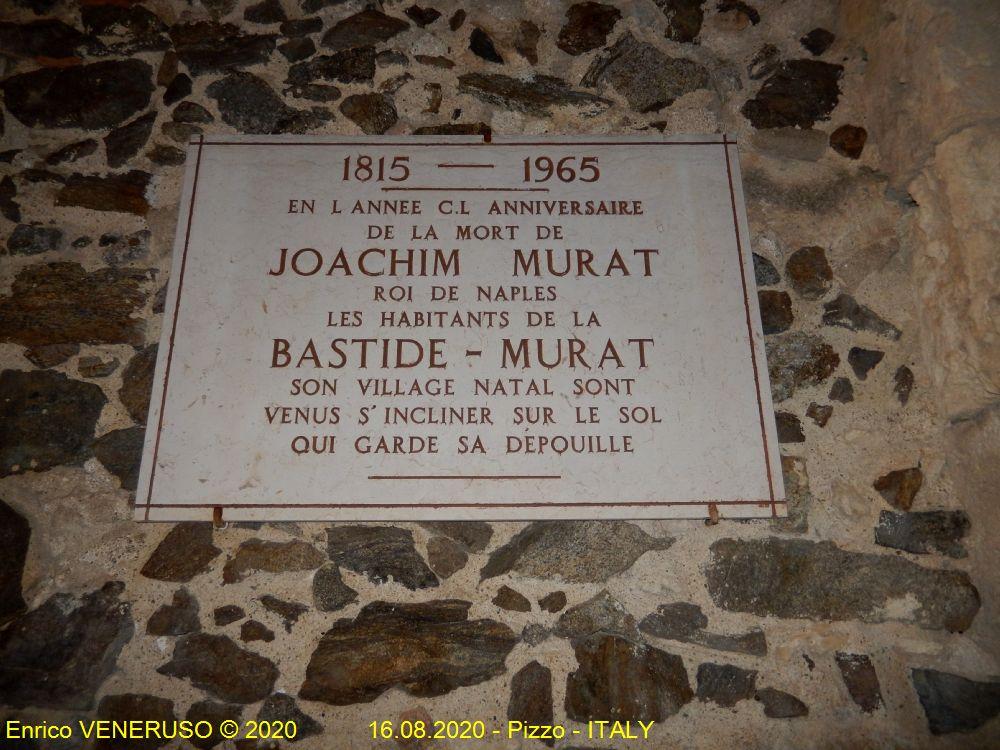 1815 — 1965
EN L ANNEE C.L ANNIVERSAIRE
DE LA MORT DE
JOACHIM MURAT
ROI DE NAPLES
LES HABITANTS DE LA
BASTIDE - MURAT
SON VILLAGE NATAL SONT
VENUS S'INCLINER SUR LE SOL
QUI GARDE SA DÉPOUILLE
Enrico VENERUSO © 2020 16.08.2020 - Pizzo - ITALY